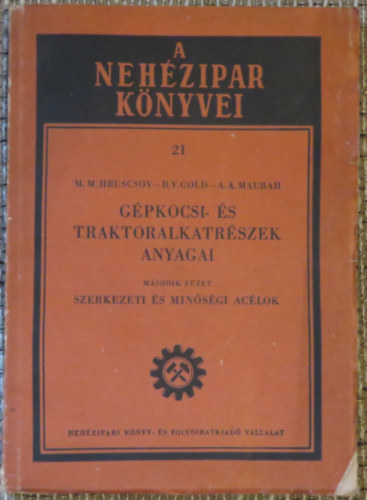 A
NEHÉZIPAR
KÖNYVEI
21
M. M. HRUSCSOV—B. V. GOLD—A. A. MAURAH
GÉPKOCSI- ÉS
TRAKTORALKATRÉSZEK
ANYAGAI
MÁSODIK FÜZET
SZERKEZETI ÉS MINŐSÉGI ACÉLOK
NEHÉZIPARI KÖNYV- ÉS FOLYÓIRATKIADÓ VÁLLALAT